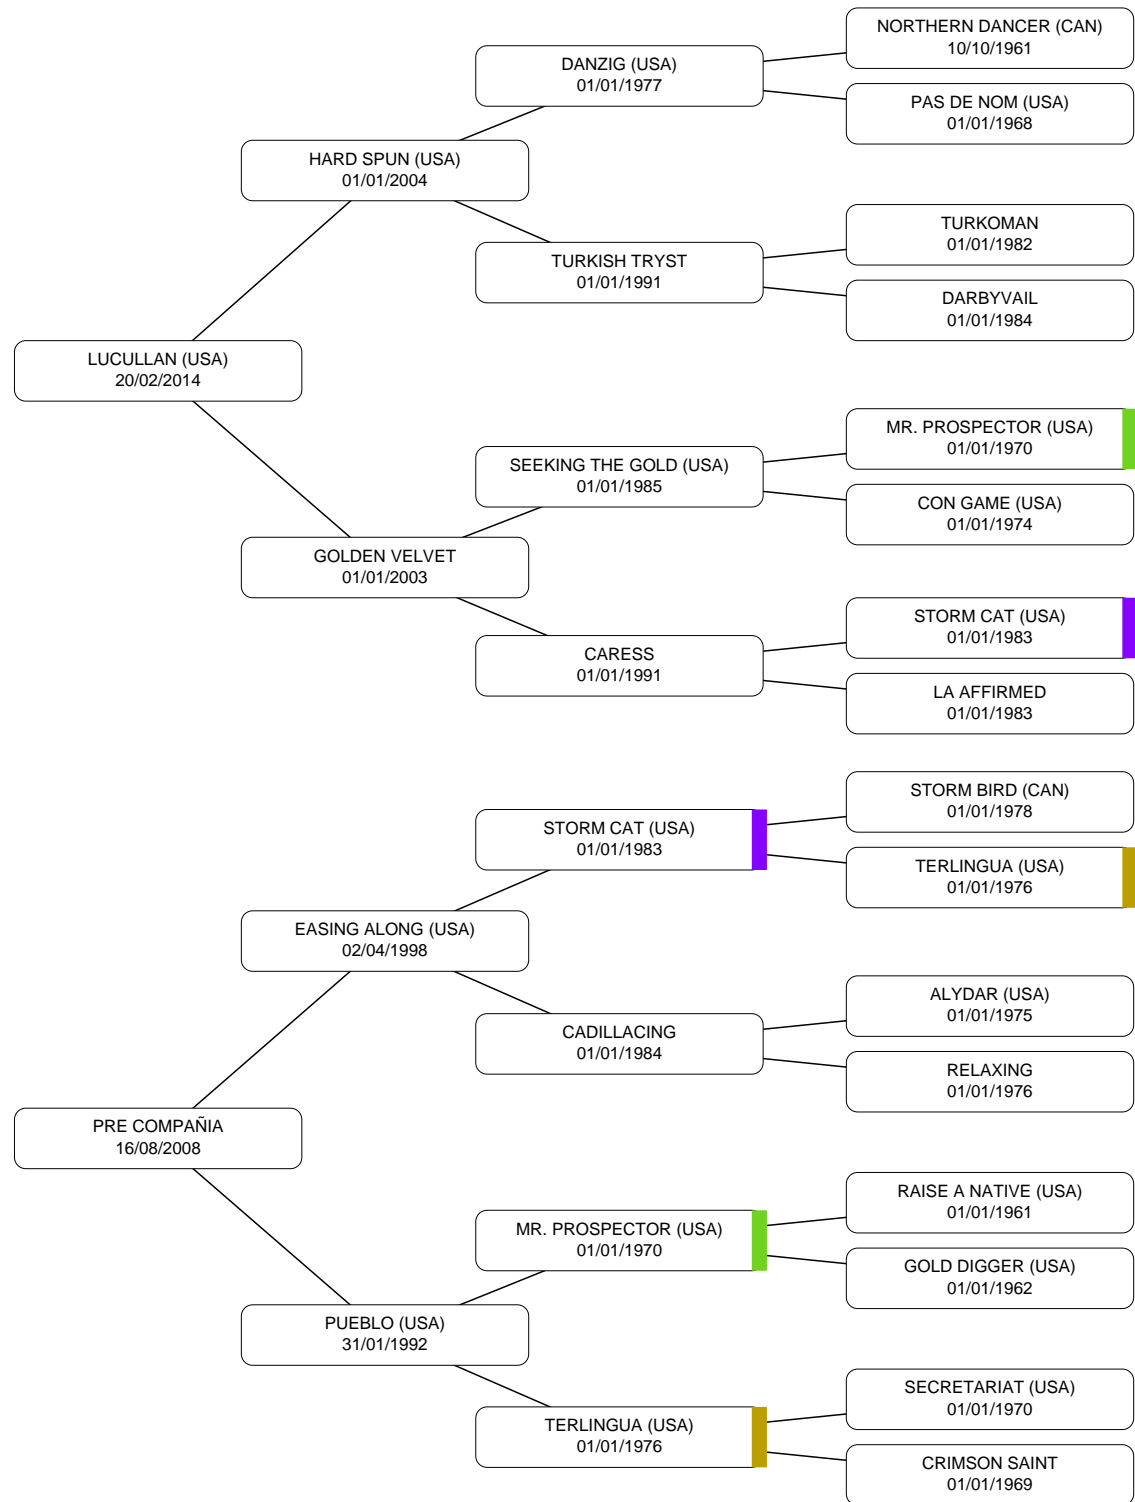 NORTHERN DANCER (CAN)
10/10/1961
DANZIG (USA)
01/01/1977
PAS DE NOM (USA)
01/01/1968
HARD SPUN (USA)
01/01/2004
TURKOMAN
01/01/1982
TURKISH TRYST
01/01/1991
DARBYVAIL
01/01/1984
LUCULLAN (USA)
20/02/2014
MR. PROSPECTOR (USA)
01/01/1970
SEEKING THE GOLD (USA)
01/01/1985
CON GAME (USA)
01/01/1974
GOLDEN VELVET
01/01/2003
STORM CAT (USA)
01/01/1983
CARESS
01/01/1991
LA AFFIRMED
01/01/1983
STORM BIRD (CAN)
01/01/1978
STORM CAT (USA)
01/01/1983
TERLINGUA (USA)
01/01/1976
EASING ALONG (USA)
02/04/1998
ALYDAR (USA)
01/01/1975
CADILLACING
01/01/1984
RELAXING
01/01/1976
PRE COMPAÑIA
16/08/2008
RAISE A NATIVE (USA)
01/01/1961
MR. PROSPECTOR (USA)
01/01/1970
GOLD DIGGER (USA)
01/01/1962
PUEBLO (USA)
31/01/1992
SECRETARIAT (USA)
01/01/1970
TERLINGUA (USA)
01/01/1976
CRIMSON SAINT
01/01/1969